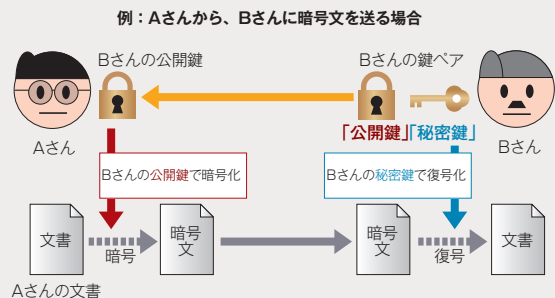 例：Aさんから、Bさんに暗号文を送る場合
Bさんの公開鍵
Bさんの鍵ペア
「公開鍵」「秘密鍵」
Aさん
Bさん
Bさんの公開鍵で暗号化
Bさんの秘密鍵で復号化
文書
暗号
暗号
文
暗号
文
復号
文書
Aさんの文書